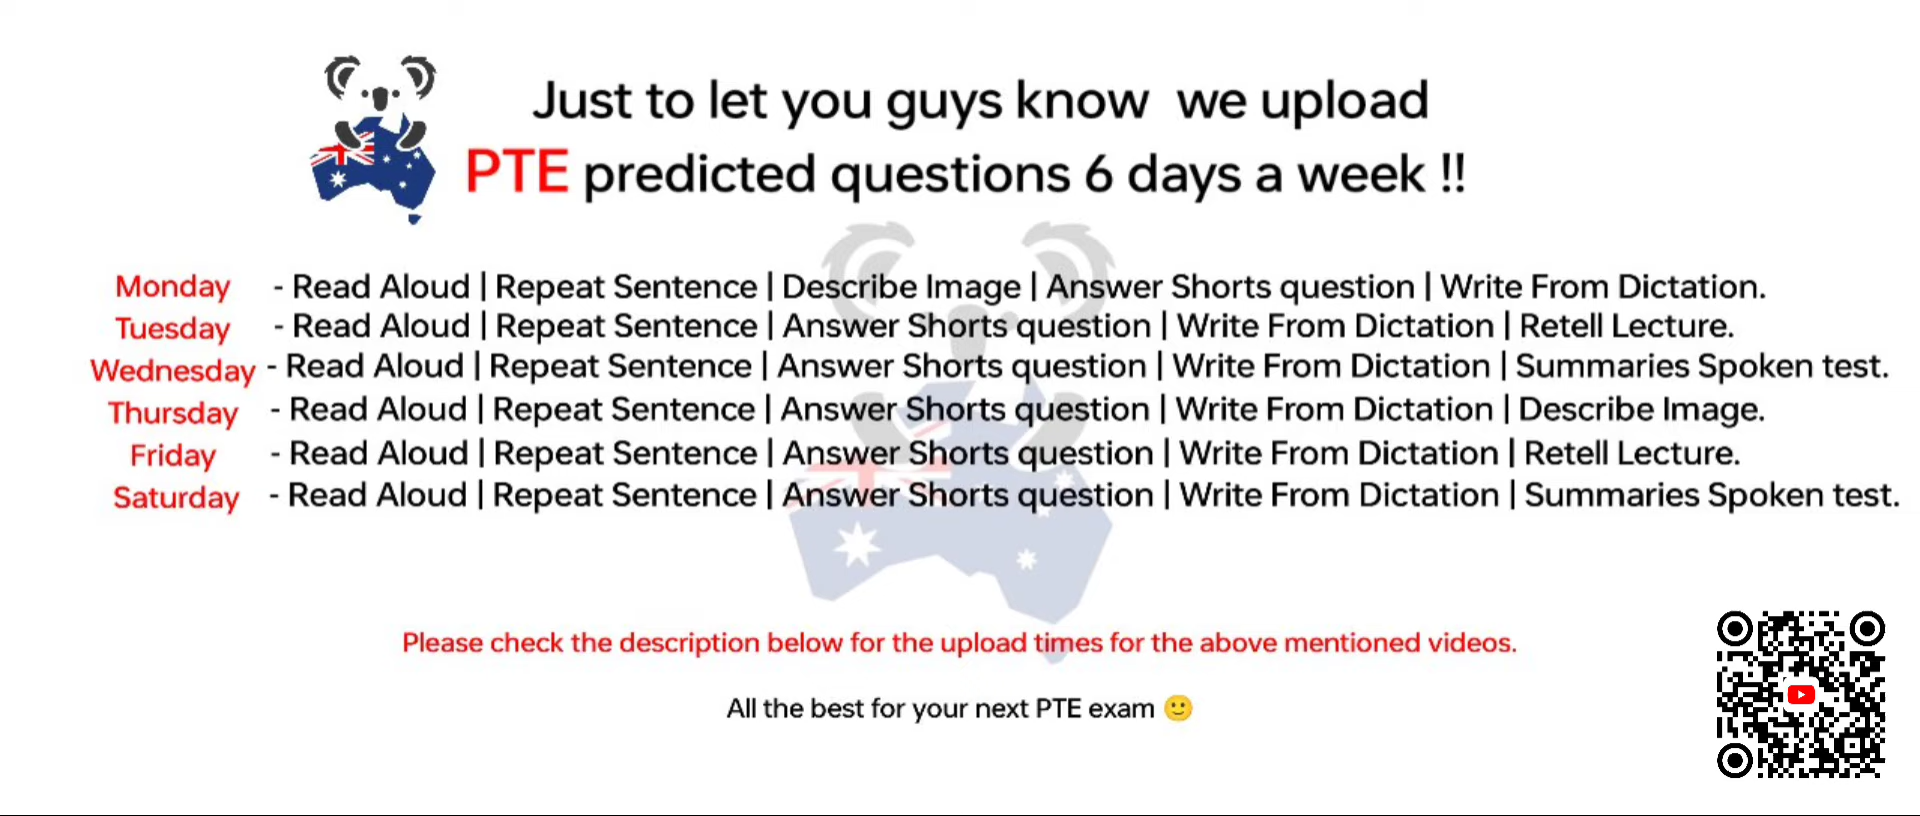 Just to let you guys know we upload
PTE predicted questions 6 days a week !!
Monday - Read Aloud | Repeat Sentence | Describe Image | Answer Shorts question | Write From Dictation.
Tuesday - Read Aloud | Repeat Sentence | Answer Shorts question | Write From Dictation | Retell Lecture.
Wednesday - Read Aloud | Repeat Sentence | Answer Shorts question | Write From Dictation | Summaries Spoken test.
Thursday - Read Aloud | Repeat Sentence | Answer Shorts question | Write From Dictation | Describe Image.
Friday - Read Aloud | Repeat Sentence | Answer Shorts question | Write From Dictation | Retell Lecture.
Saturday - Read Aloud | Repeat Sentence | Answer Shorts question | Write From Dictation | Summaries Spoken test.
Please check the description below for the upload times for the above mentioned videos.
All the best for your next PTE exam 🙂